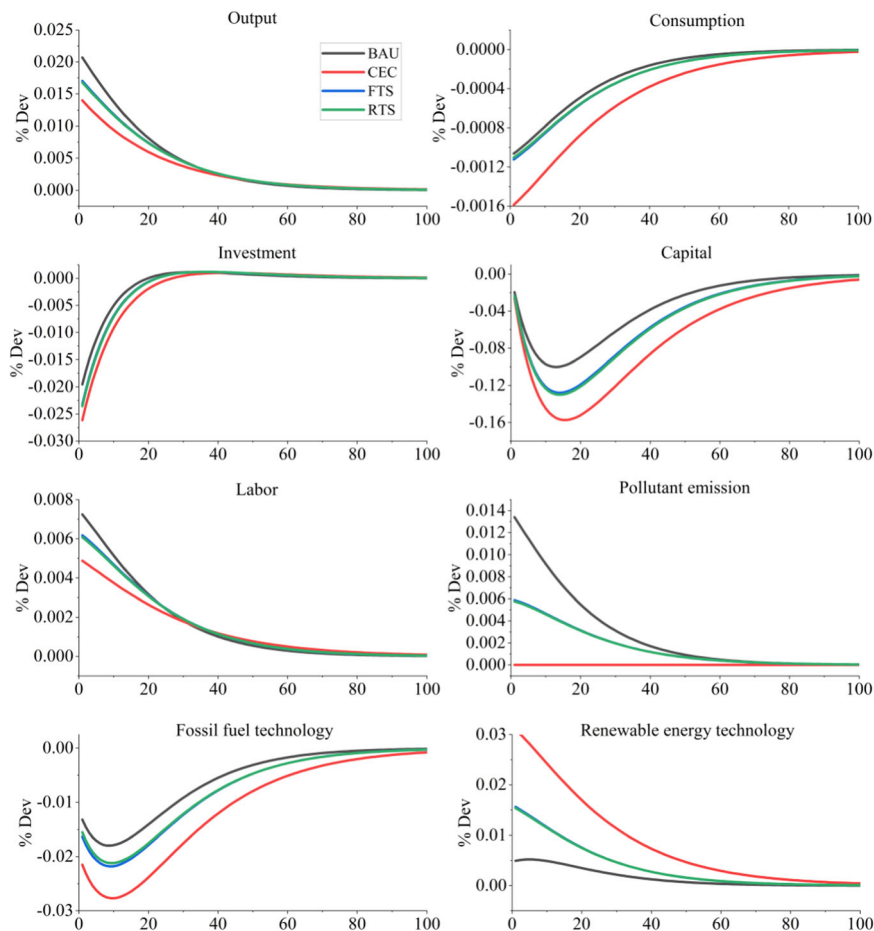 Output
Consumption
0.025
0.020
0.015
0.010
0.005
0.000
% Dev
BAU
CEC
FTS
RTS
0 20 40 60 80 100
0.0000
-0.0004
-0.0008
-0.0012
-0.0016
% Dev
0 20 40 60 80 100
Investment
Capital
0.000
-0.005
-0.010
-0.015
-0.020
-0.025
-0.030
% Dev
0 20 40 60 80 100
0.00
-0.04
-0.08
-0.12
-0.16
% Dev
0 20 40 60 80 100
Labor
Pollutant emission
0.008
0.006
0.004
0.002
0.000
% Dev
0 20 40 60 80 100
0.014
0.012
0.010
0.008
0.006
0.004
0.002
0.000
% Dev
0 20 40 60 80 100
Fossil fuel technology
Renewable energy technology
0.00
-0.01
-0.02
-0.03
% Dev
0 20 40 60 80 100
0.03
0.02
0.01
0.00
% Dev
0 20 40 60 80 100